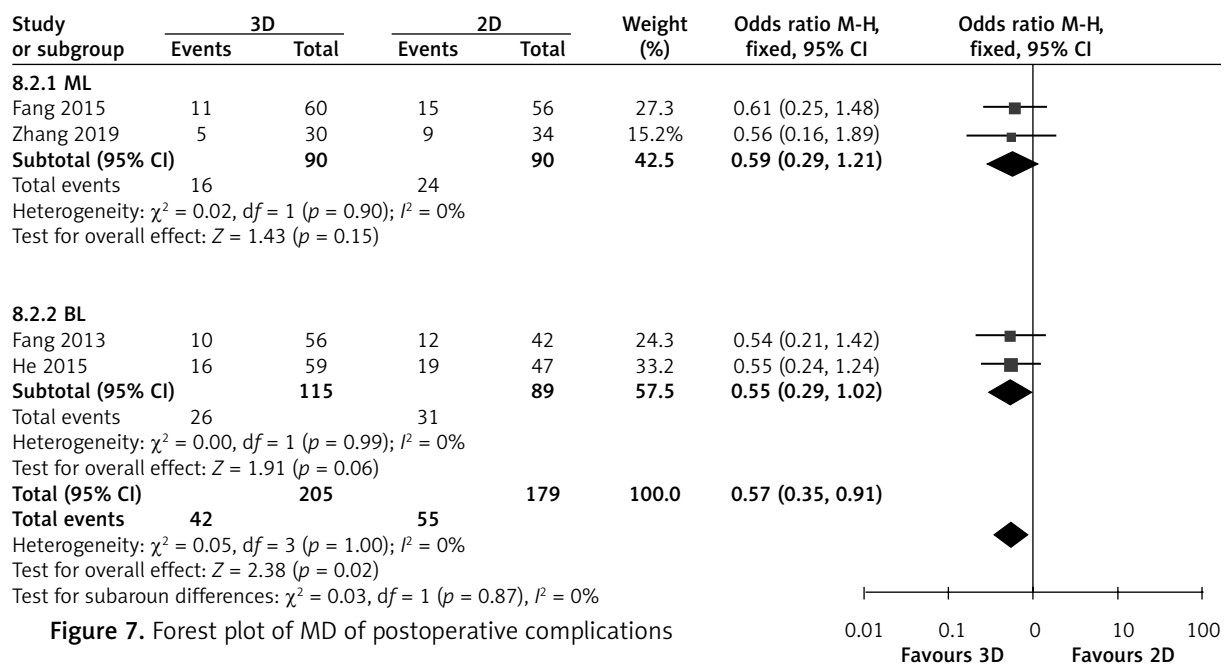 Study 3D 2D Weight Odds ratio M-H, Odds ratio M-H,
or subgroup Events Total Events Total (%) fixed, 95% CI fixed, 95% CI
8.2.1 ML
Fang 2015 11 60 15 56 27.3 0.61 (0.25, 1.48)
Zhang 2019 5 30 9 34 15.2% 0.56 (0.16, 1.89)
Subtotal (95% CI) 90 90 42.5 0.59 (0.29, 1.21)
Total events 16 24
Heterogeneity: χ² = 0.02, df = 1 (p = 0.90); I² = 0%
Test for overall effect: Z = 1.43 (p = 0.15)
8.2.2 BL
Fang 2013 10 56 12 42 24.3 0.54 (0.21, 1.42)
He 2015 16 59 19 47 33.2 0.55 (0.24, 1.24)
Subtotal (95% CI) 115 89 57.5 0.55 (0.29, 1.02)
Total events 26 31
Heterogeneity: χ² = 0.00, df = 1 (p = 0.99); I² = 0%
Test for overall effect: Z = 1.91 (p = 0.06)
Total (95% CI) 205 179 100.0 0.57 (0.35, 0.91)
Total events 42 55
Heterogeneity: χ² = 0.05, df = 3 (p = 1.00); I² = 0%
Test for overall effect: Z = 2.38 (p = 0.02)
Test for subaroun differences: χ² = 0.03, df = 1 (p = 0.87), I² = 0%
0.01 0.1 0 10 100
Favours 3D Favours 2D
Figure 7. Forest plot of MD of postoperative complications